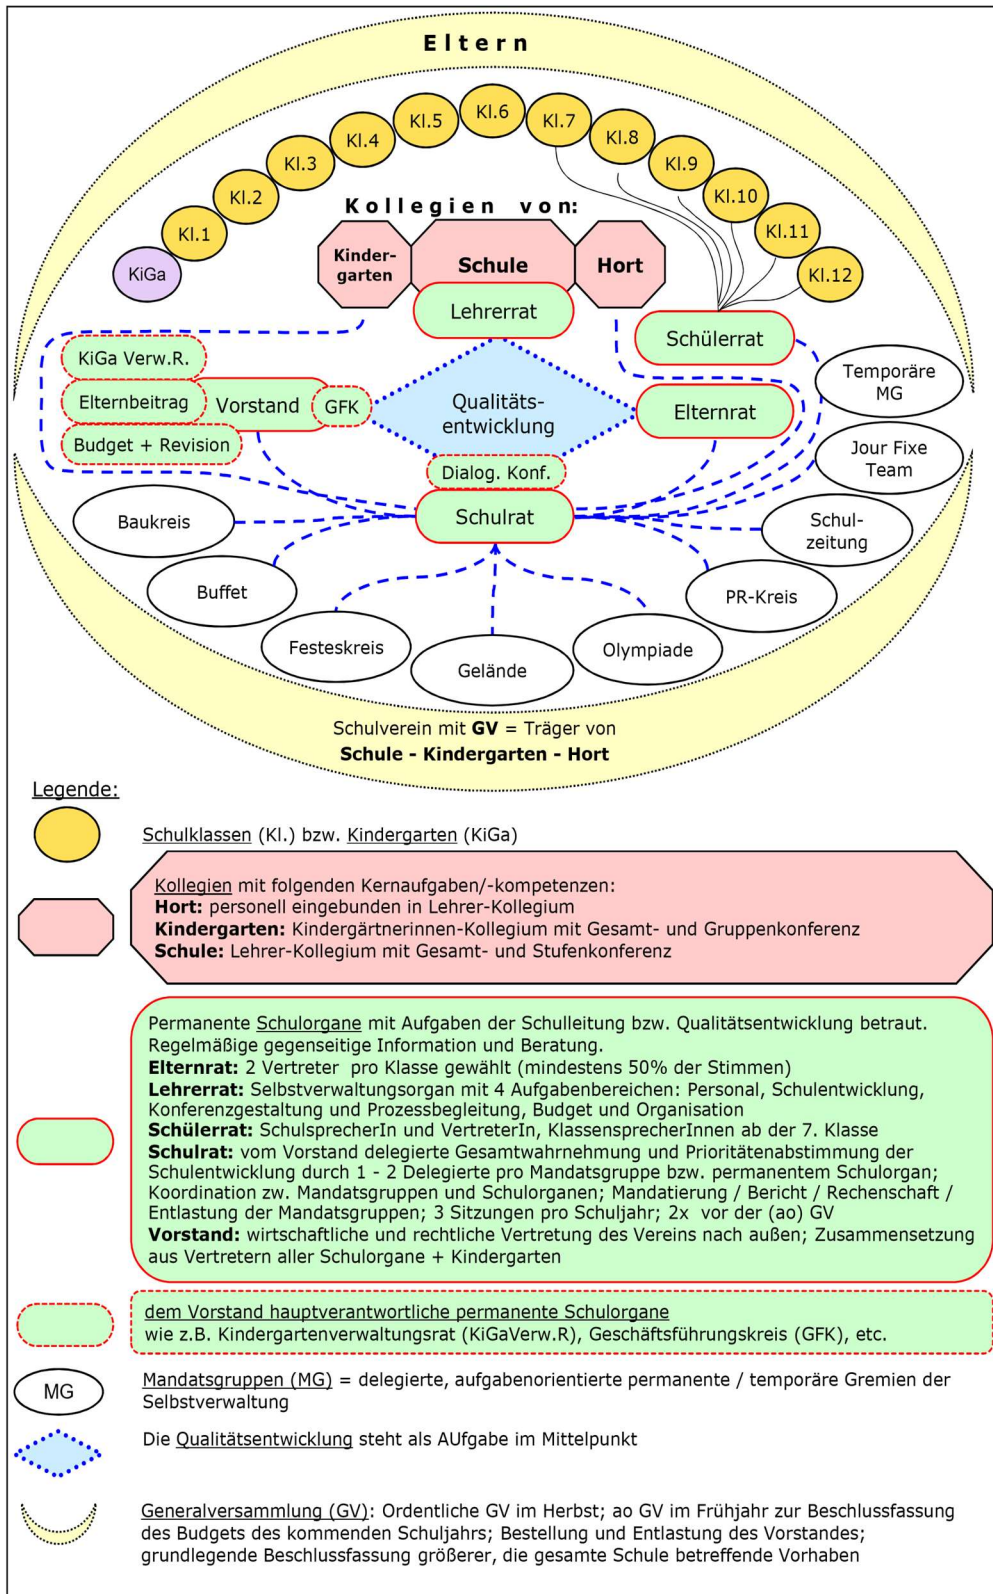 Eltern
Kl.6
Kl.5
Kl.7
Kl.4
Kl.8
Kl.3
Kl.9
Kl.2
Kl.10
Kl.1
Kl.11
KiGa
Kl.12
Kollegien von:
Kinder-
garten
Schule
Hort
Lehrerrat
Schülerrat
KiGa Verw.R.
Elternbeitrag
Vorstand
GFK
Budget + Revision
Qualitäts-
entwicklung
Elternrat
Temporäre
MG
Jour Fixe
Team
Dialog. Konf.
Schulrat
Baukreis
Schul-
zeitung
Buffet
PR-Kreis
Festeskreis
Gelände
Olympiade
Schulverein mit GV = Träger von
Schule - Kindergarten - Hort
Legende:
Schulklassen (Kl.) bzw. Kindergarten (KiGa)
Kollegien mit folgenden Kernaufgaben/-kompetenzen:
Hort: personell eingebunden in Lehrer-Kollegium
Kindergarten: Kindergärtnerinnen-Kollegium mit Gesamt- und Gruppenkonferenz
Schule: Lehrer-Kollegium mit Gesamt- und Stufenkonferenz
Permanente Schulorgane mit Aufgaben der Schulleitung bzw. Qualitätsentwicklung betraut.
Regelmäßige gegenseitige Information und Beratung.
Elternrat: 2 Vertreter pro Klasse gewählt (mindestens 50% der Stimmen)
Lehrerrat: Selbstverwaltungsorgan mit 4 Aufgabenbereichen: Personal, Schulentwicklung,
Konferenzgestaltung und Prozessbegleitung, Budget und Organisation
Schülerrat: SchulsprecherIn und VertreterIn, KlassensprecherInnen ab der 7. Klasse
Schulrat: vom Vorstand delegierte Gesamtwahrnehmung und Prioritätenabstimmung der
Schulentwicklung durch 1 - 2 Delegierte pro Mandatsgruppe bzw. permanentem Schulorgan;
Koordination zw. Mandatsgruppen und Schulorganen; Mandatierung / Bericht / Rechenschaft /
Entlastung der Mandatsgruppen; 3 Sitzungen pro Schuljahr; 2x vor der (ao) GV
Vorstand: wirtschaftliche und rechtliche Vertretung des Vereins nach außen; Zusammensetzung
aus Vertretern aller Schulorgane + Kindergarten
dem Vorstand hauptverantwortliche permanente Schulorgane
wie z.B. Kindergartenverwaltungsrat (KiGaVerw.R), Geschäftsführungskreis (GFK), etc.
MG
Mandatsgruppen (MG) = delegierte, aufgabenorientierte permanente / temporäre Gremien der
Selbstverwaltung
Die Qualitätsentwicklung steht als AUfgabe im Mittelpunkt
Generalversammlung (GV): Ordentliche GV im Herbst; ao GV im Frühjahr zur Beschlussfassung
des Budgets des kommenden Schuljahrs; Bestellung und Entlastung des Vorstandes;
grundlegende Beschlussfassung größerer, die gesamte Schule betreffende Vorhaben